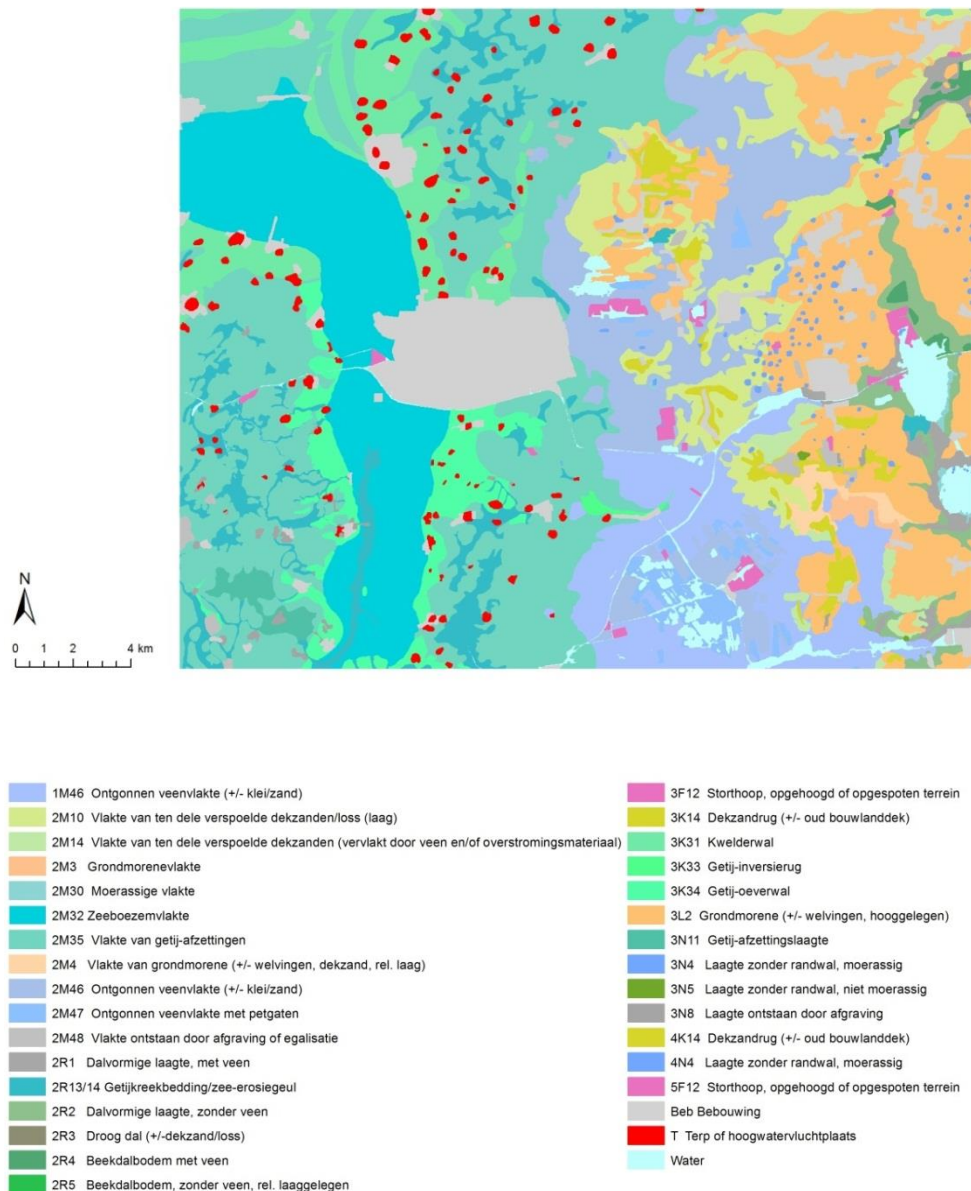 N
0 1 2 4 km
1M46 Ontgonnen veenvlakte (+/- klei/zand)
2M10 Vlakte van ten dele verspoelde dekzanden/loss (laag)
2M14 Vlakte van ten dele verspoelde dekzanden (vervlakt door veen en/of overstromingsmateriaal)
2M3 Grondmorenevlakte
2M30 Moerassige vlakte
2M32 Zeeboezemvlakte
2M35 Vlakte van getij-afzettingen
2M4 Vlakte van grondmorene (+/- welvingen, dekzand, rel. laag)
2M46 Ontgonnen veenvlakte (+/- klei/zand)
2M47 Ontgonnen veenvlakte met petgaten
2M48 Vlakte ontstaan door afgraving of egalisatie
2R1 Dalvormige laagte, met veen
2R13/14 Getijkreekbedding/zee-erosiegeul
2R2 Dalvormige laagte, zonder veen
2R3 Droog dal (+/-dekzand/loss)
2R4 Beekdalbodem met veen
2R5 Beekdalbodem, zonder veen, rel. laaggelegen
3F12 Storthoop, opgehoogd of opgespoten terrein
3K14 Dekzandrug (+/- oud bouwlanddek)
3K31 Kwelderwal
3K33 Getij-inversierug
3K34 Getij-oeverwal
3L2 Grondmorene (+/- welvingen, hooggelegen)
3N11 Getij-afzettingslaagte
3N4 Laagte zonder randwal, moerassig
3N5 Laagte zonder randwal, niet moerassig
3N8 Laagte ontstaan door afgraving
4K14 Dekzandrug (+/- oud bouwlanddek)
4N4 Laagte zonder randwal, moerassig
5F12 Storthoop, opgehoogd of opgespoten terrein
Beb Bebouwing
T Terp of hoogwatervluchtplaats
Water